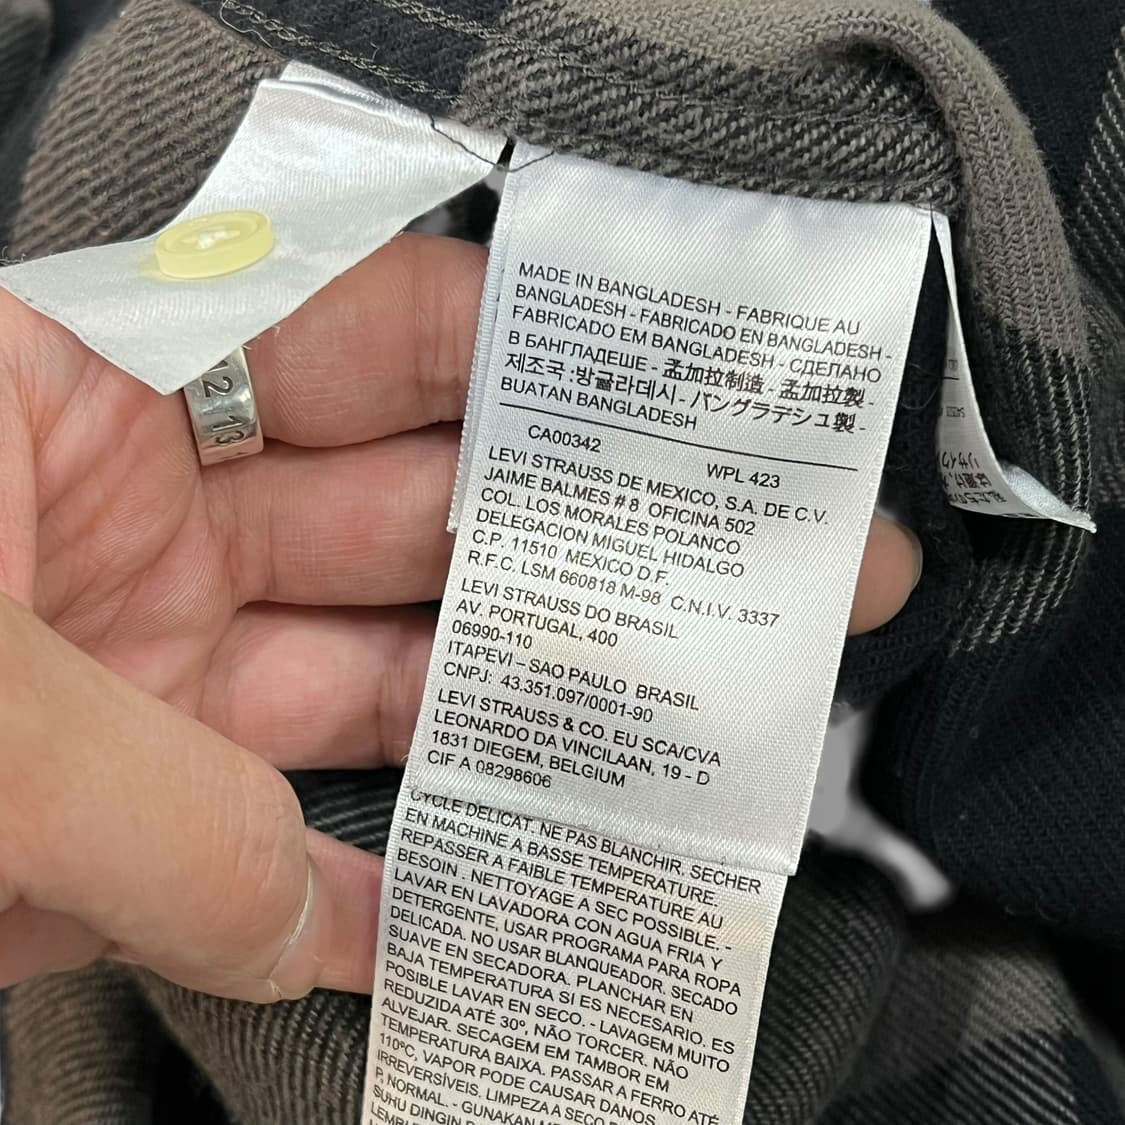 12 13
MADE IN BANGLADESH - FABRIQUE AU
BANGLADESH - FABRICADO EN BANGLADESH -
FABRICADO EM BANGLADESH - СДЕЛАНО
В БАНГЛАДЕШЕ - 孟加拉制造 - 孟加拉製 -
제조국 :방글라데시 - バングラデシュ製 -
BUATAN BANGLADESH
CA00342
WPL 423
LEVI STRAUSS DE MEXICO, S.A. DE C.V.
JAIME BALMES # 8 OFICINA 502
COL. LOS MORALES POLANCO
DELEGACION MIGUEL HIDALGO
C.P. 11510 MEXICO D.F.
R.F.C. LSM 660818 M-98 C.N.I.V. 3337
LEVI STRAUSS DO BRASIL
AV. PORTUGAL, 400
06990-110
ITAPEVI – SAO PAULO BRASIL
CNPJ: 43.351.097/0001-90
LEVI STRAUSS & CO. EU SCA/CVA
LEONARDO DA VINCILAAN, 19 - D
1831 DIEGEM, BELGIUM
CIF A 08298606
CYCLE DELICAT. NE PAS BLANCHIR. SECHER
EN MACHINE A BASSE TEMPERATURE.
REPASSER A FAIBLE TEMPERATURE AU
BESOIN . NETTOYAGE A SEC POSSIBLE. -
LAVAR EN LAVADORA CON AGUA FRIA Y
DETERGENTE, USAR PROGRAMA PARA ROPA
DELICADA. NO USAR BLANQUEADOR. SECADO
SUAVE EN SECADORA. PLANCHAR EN
BAJA TEMPERATURA SI ES NECESARIO. ES
POSIBLE LAVAR EN SECO. - LAVAGEM MUITO
REDUZIDA ATÉ 30º, NÃO TORCER. NÃO
ALVEJAR. SECAGEM EM TAMBOR EM
TEMPERATURA BAIXA. PASSAR A FERRO ATÉ
110ºC, VAPOR PODE CAUSAR DANOS
IRREVERSÍVEIS. LIMPEZA A SECO
P, NORMAL. - GUNAKAN
SUHU DINGIN